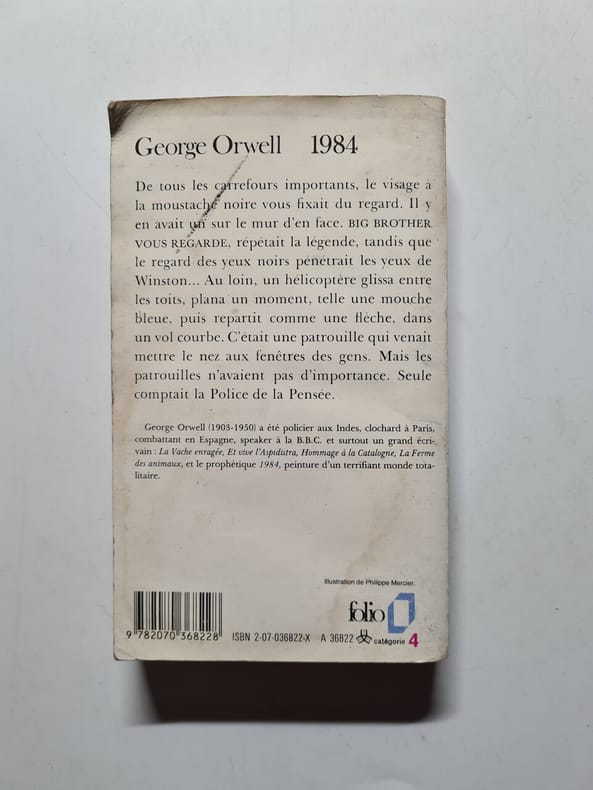 George Orwell 1984
De tous les carrefours importants, le visage à
la moustache noire vous fixait du regard. Il y
en avait un sur le mur d'en face. BIG BROTHER
VOUS REGARDE, répétait la légende, tandis que
le regard des yeux noirs pénétrait les yeux de
Winston... Au loin, un hélicoptère glissa entre
les toits, plana un moment, telle une mouche
bleue, puis repartit comme une flèche, dans
un vol courbe. C'était une patrouille qui venait
mettre le nez aux fenêtres des gens. Mais les
patrouilles n'avaient pas d'importance. Seule
comptait la Police de la Pensée.
George Orwell (1903-1950) a été policier aux Indes, clochard à Paris,
combattant en Espagne, speaker à la B.B.C. et surtout un grand écri-
vain : La Vache enragée, Et vive l'Aspidistra, Hommage à la Catalogne, La Ferme
des animaux, et le prophétique 1984, peinture d'un terrifiant monde tota-
litaire.
Illustration de Philippe Mercier.
folio
9 782070 368228 ISBN 2-07-036822-X A 36822 catégorie 4